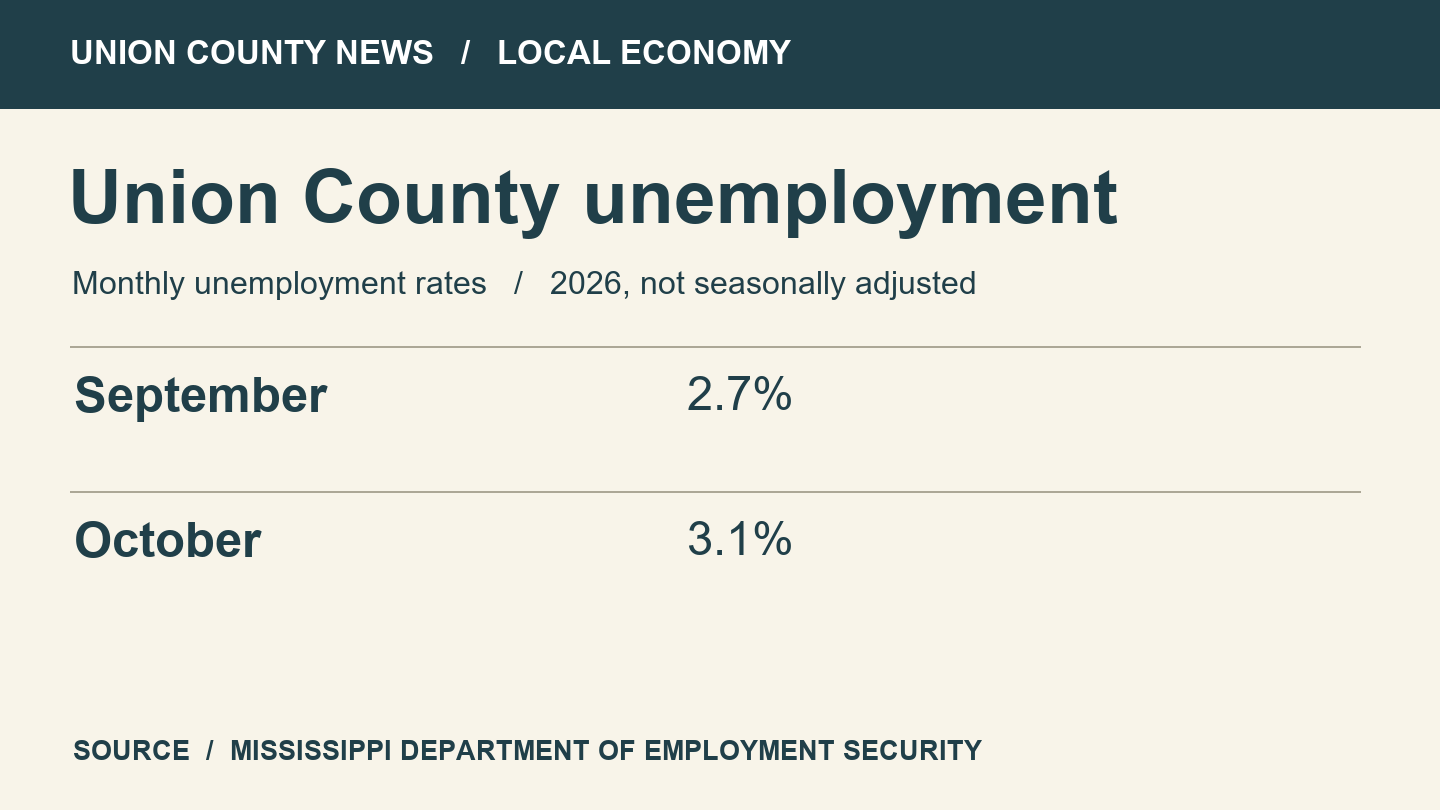 UNION COUNTY NEWS / LOCAL ECONOMY
Union County unemployment
Monthly unemployment rates / 2026, not seasonally adjusted
September 2.7%
October 3.1%
SOURCE / MISSISSIPPI DEPARTMENT OF EMPLOYMENT SECURITY